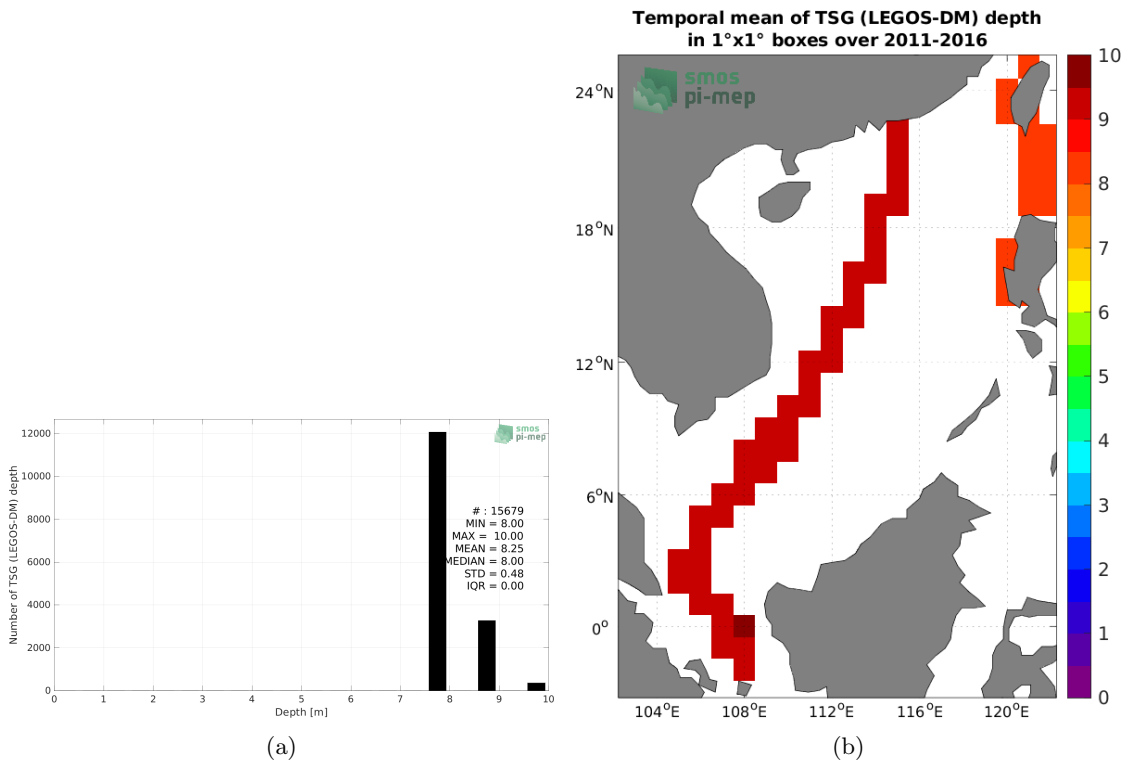 Temporal mean of TSG (LEGOS-DM) depth
in 1°x1° boxes over 2011-2016
smos
pi-mep
24°N
18°N
12°N
6°N
0°
104°E
108°E
112°E
116°E
120°E
10
9
8
7
6
5
4
3
2
1
0
(b)
smos
pi-mep
Number of TSG (LEGOS-DM) depth
12000
10000
8000
6000
4000
2000
0
# : 15679
MIN = 8.00
MAX = 10.00
MEAN = 8.25
MEDIAN = 8.00
STD = 0.48
IQR = 0.00
0 1 2 3 4 5 6 7 8 9 10
Depth [m]
(a)